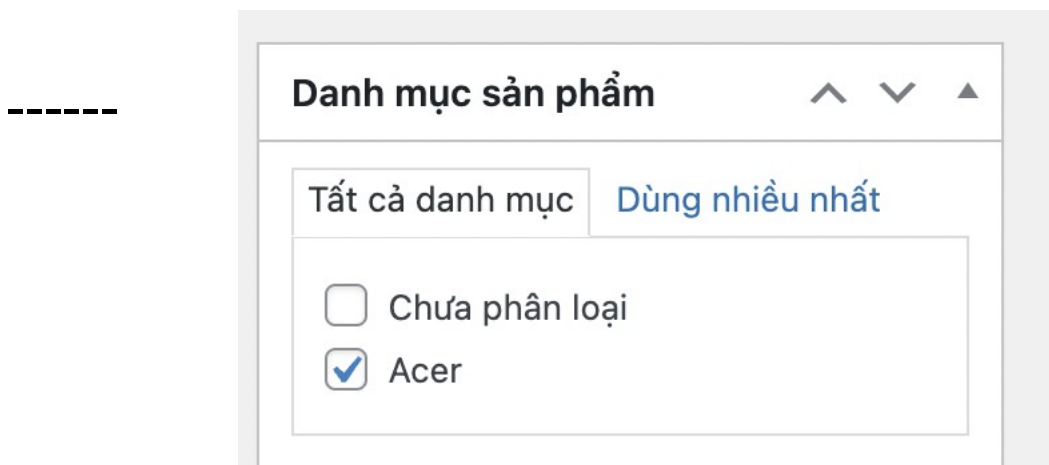 ------
Danh mục sản phẩm
Tất cả danh mục Dùng nhiều nhất
Chưa phân loại
Acer